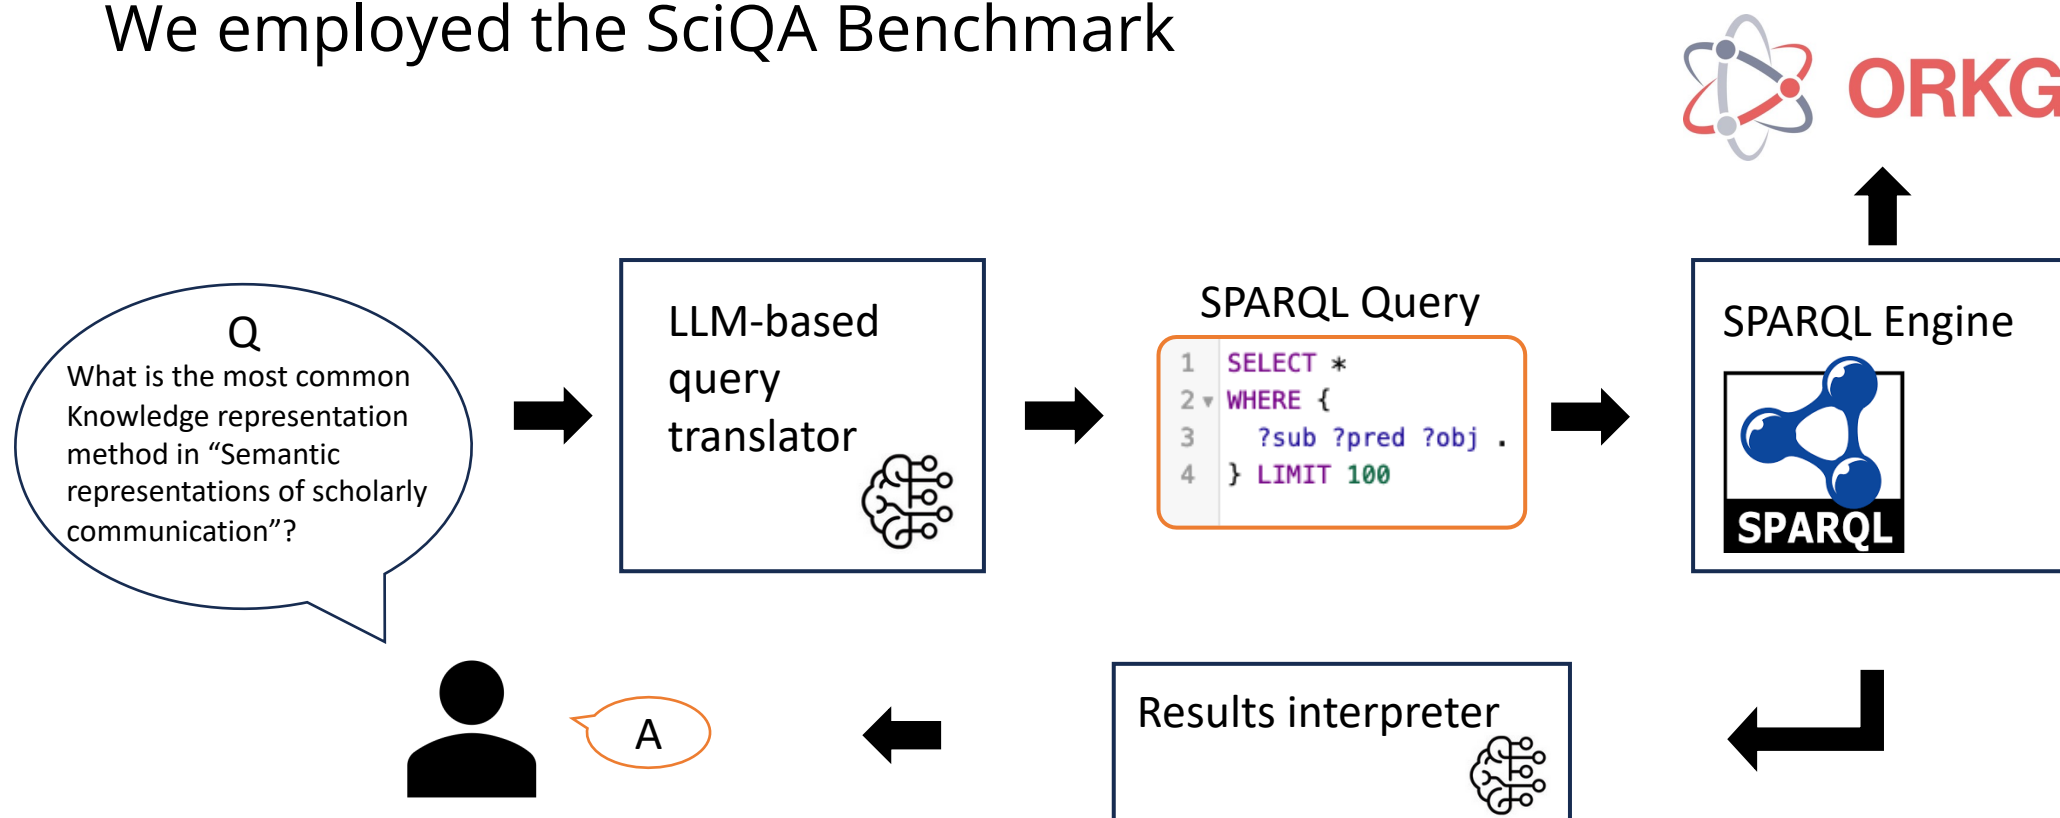 We employed the SciQA Benchmark
ORKG
Q
What is the most common
Knowledge representation
method in “Semantic
representations of scholarly
communication”?
LLM-based
query
translator
SPARQL Query
1 SELECT *
2 WHERE {
3 ?sub ?pred ?obj .
4 } LIMIT 100
SPARQL Engine
SPARQL
A
Results interpreter